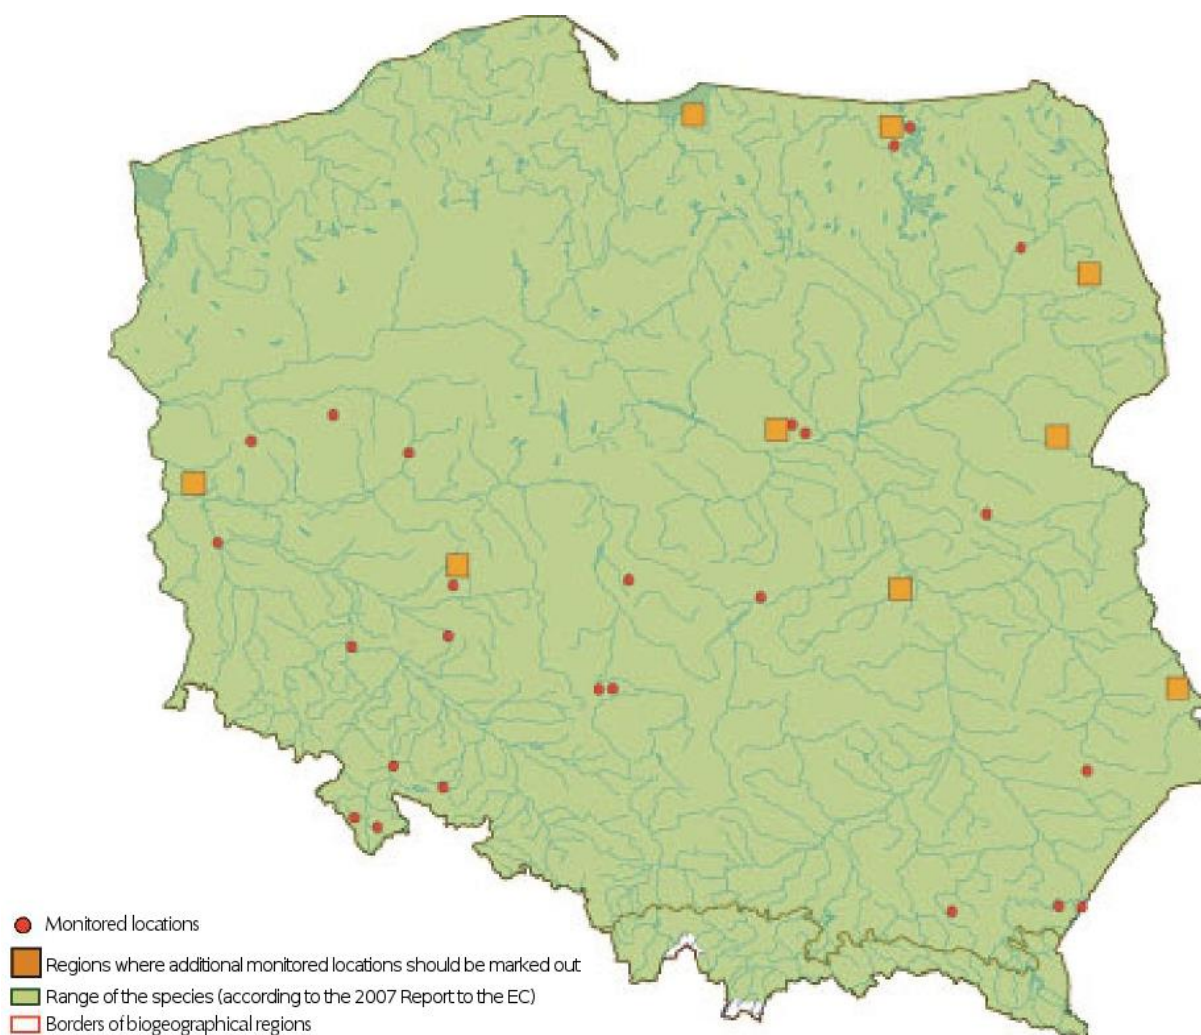 Monitored locations
Regions where additional monitored locations should be marked out
Range of the species (according to the 2007 Report to the EC)
Borders of biogeographical regions